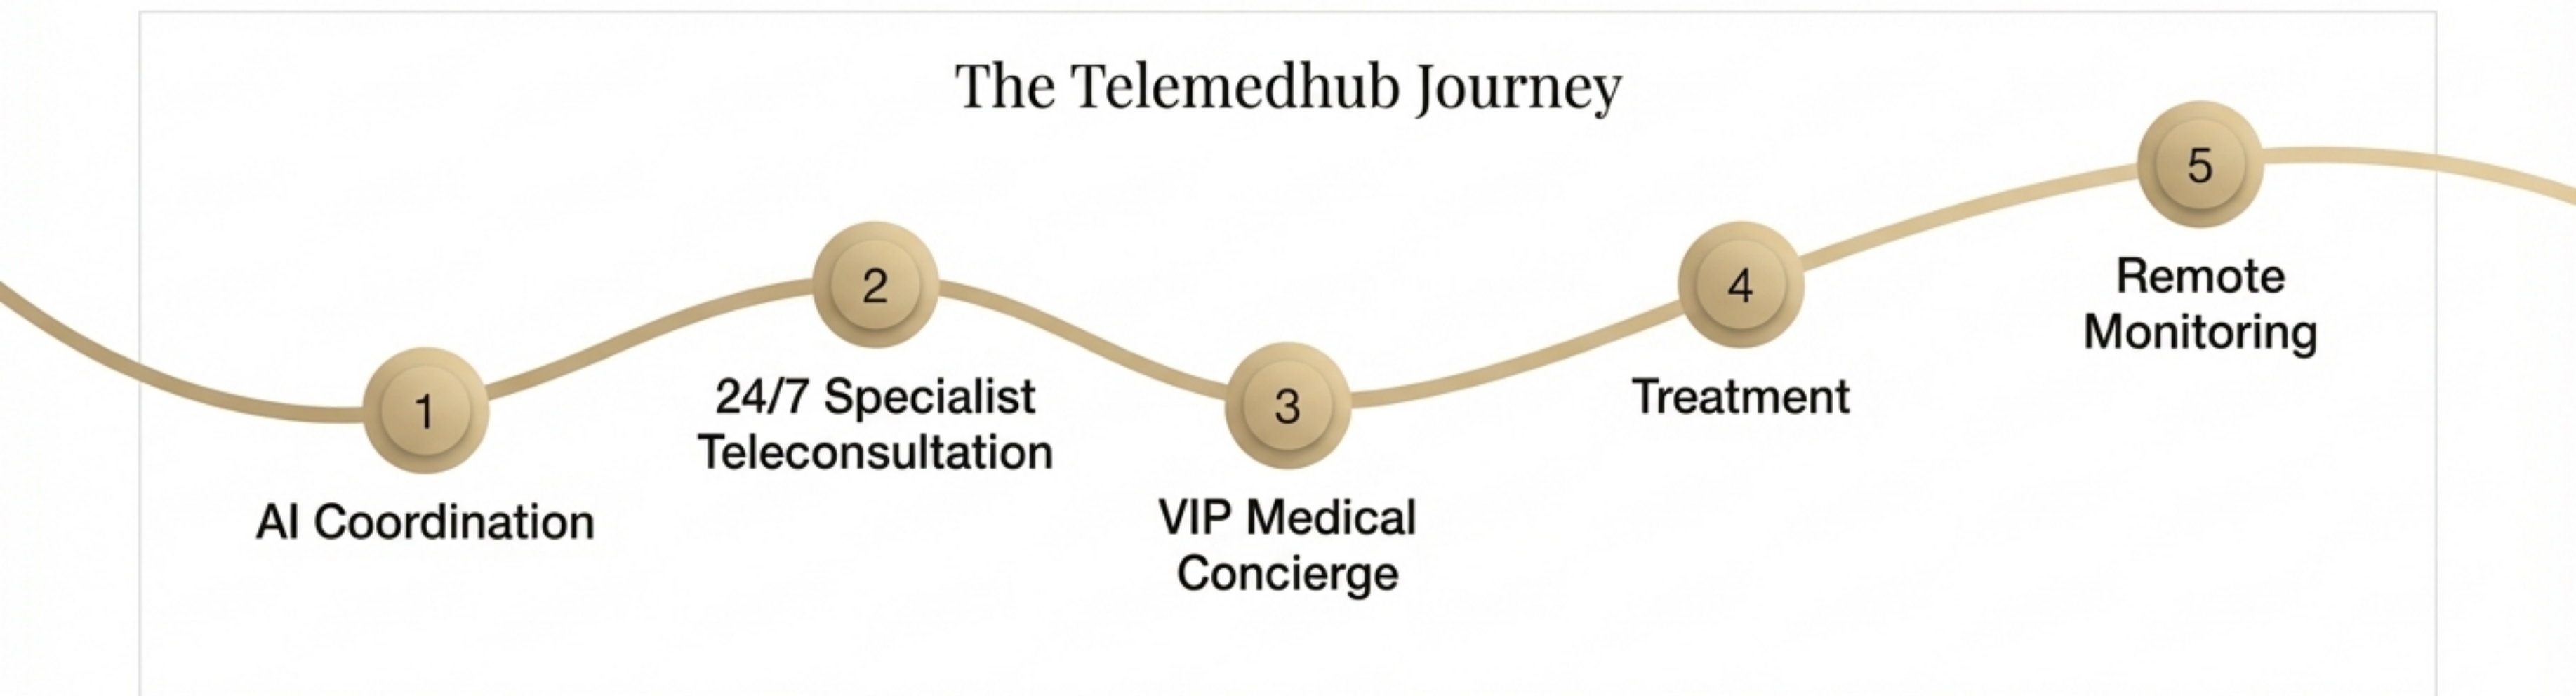 The Telemedhub Journey
1
AI Coordination
2
24/7 Specialist
Teleconsultation
3
VIP Medical
Concierge
4
Treatment
5
Remote
Monitoring